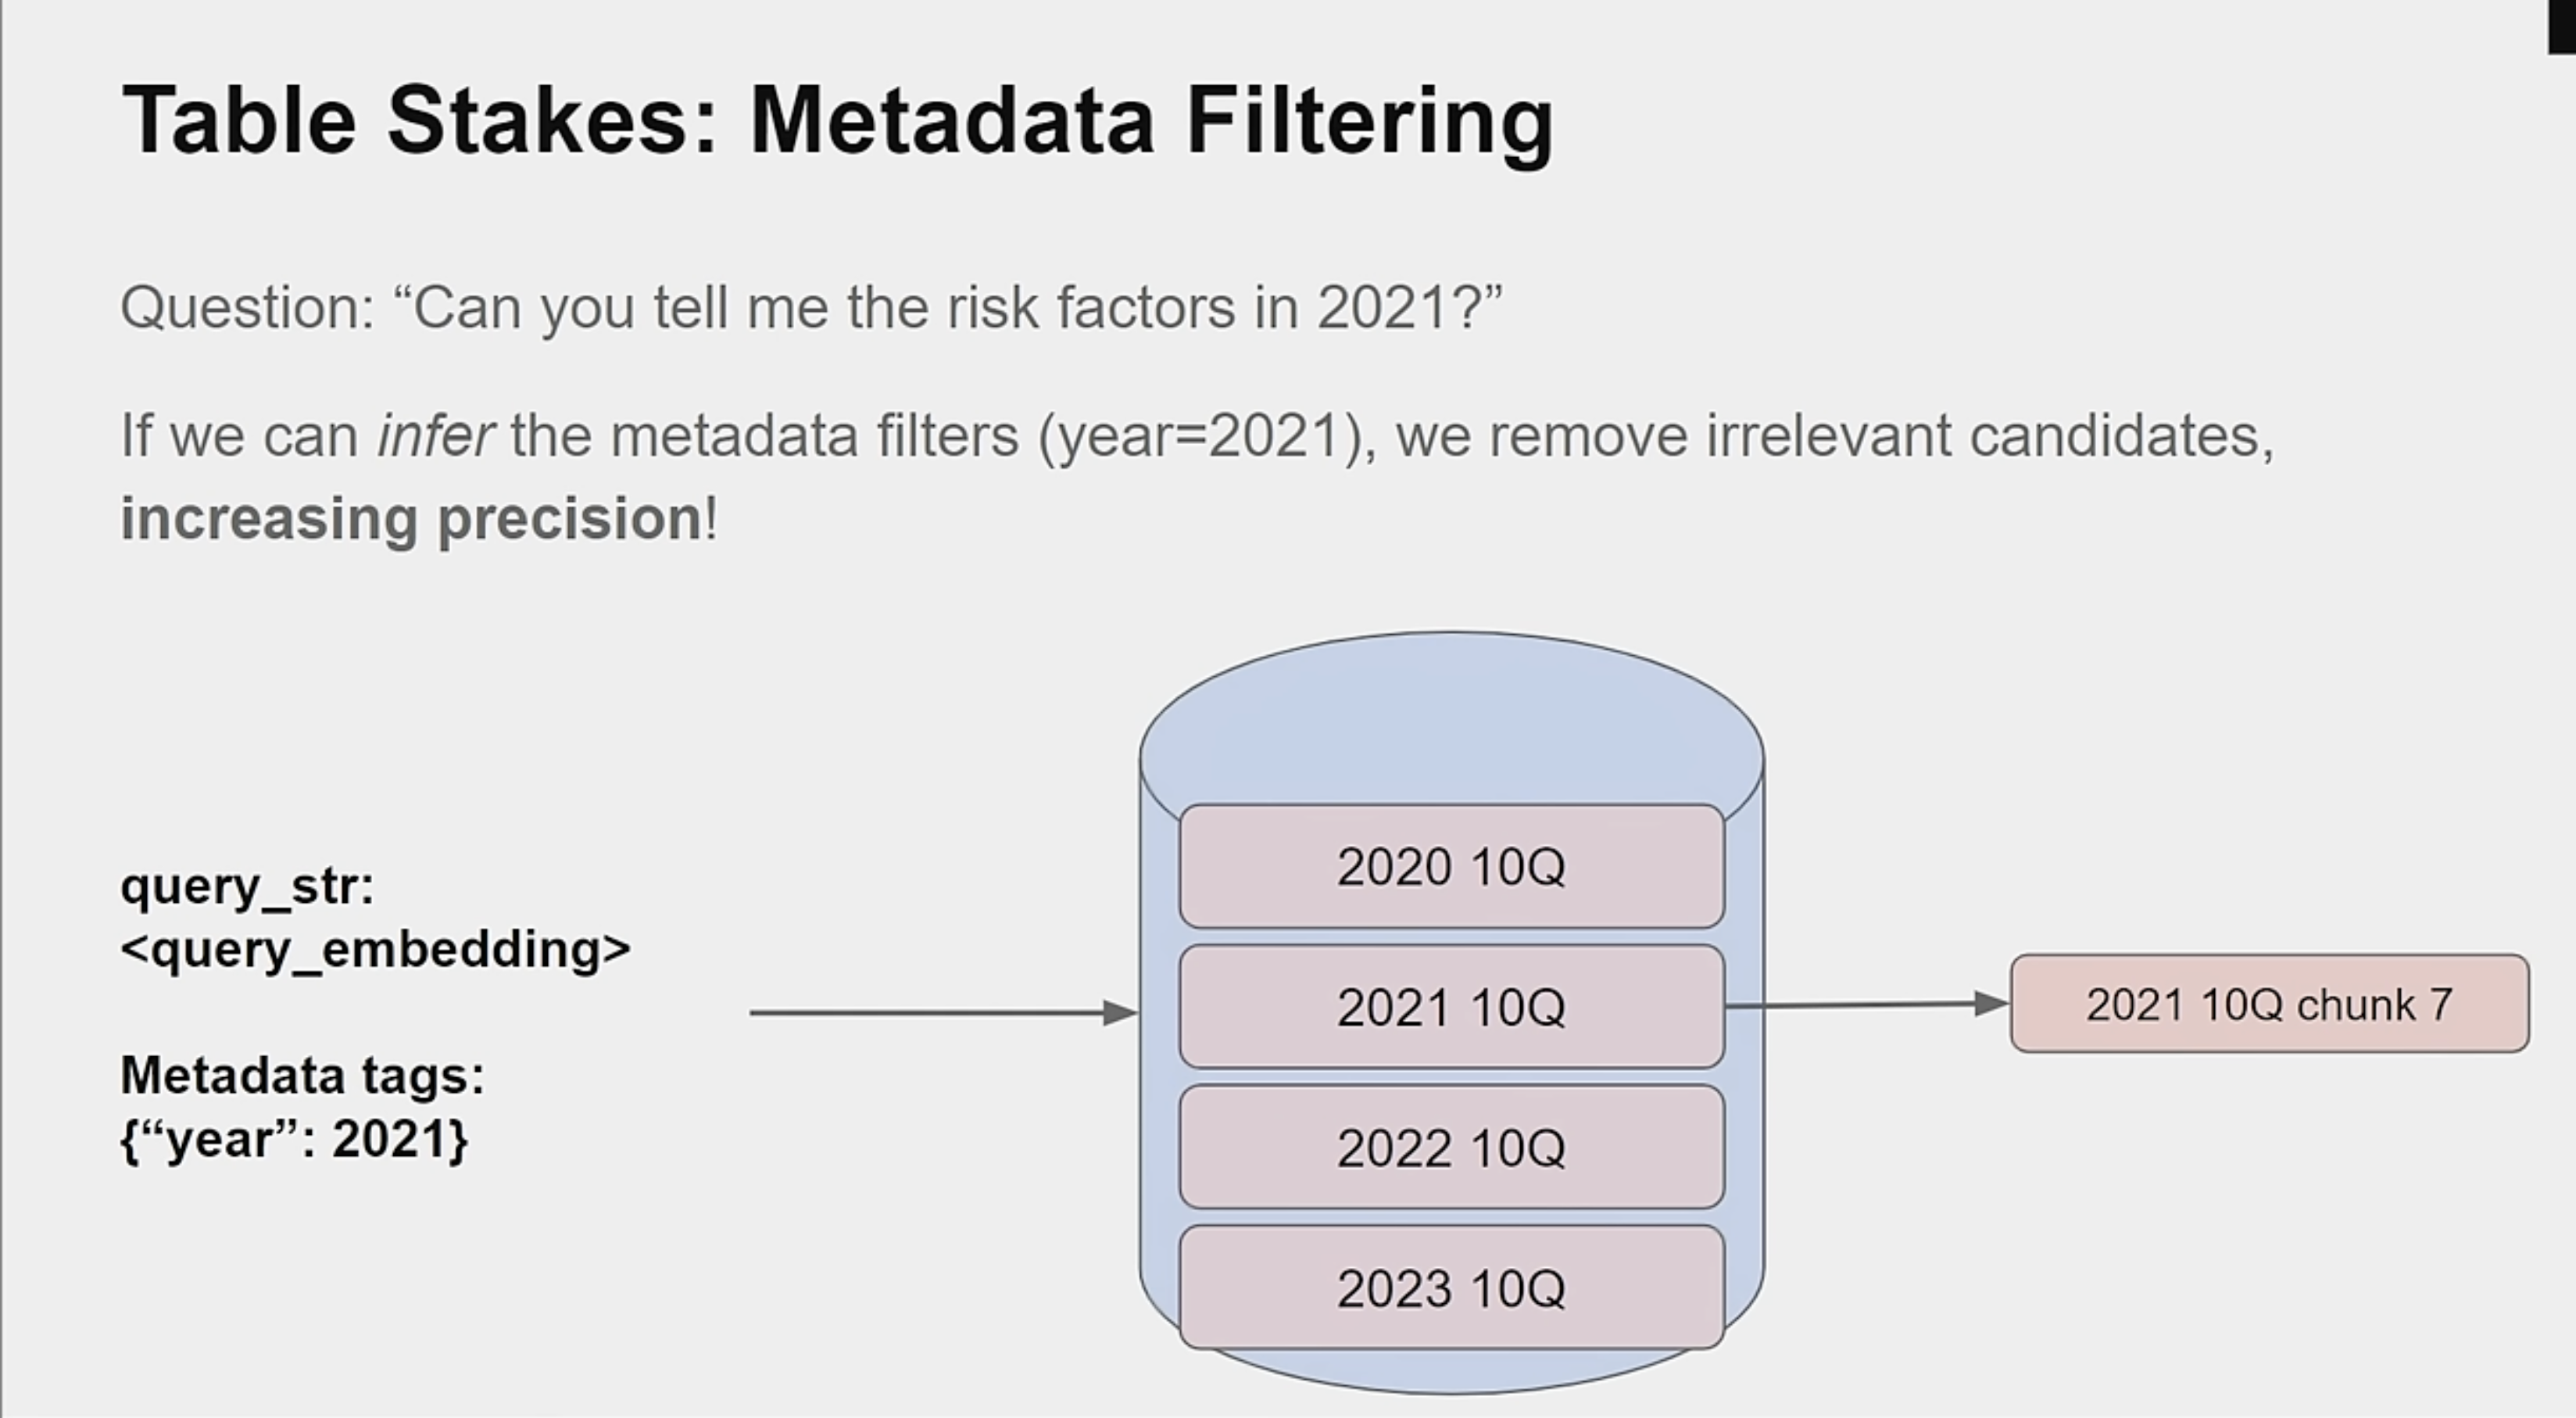 Table Stakes: Metadata Filtering
Question: “Can you tell me the risk factors in 2021?”
If we can infer the metadata filters (year=2021), we remove irrelevant candidates,
increasing precision!
query_str:
<query_embedding>
Metadata tags:
{“year”: 2021}
2020 10Q
2021 10Q
2022 10Q
2023 10Q
2021 10Q chunk 7